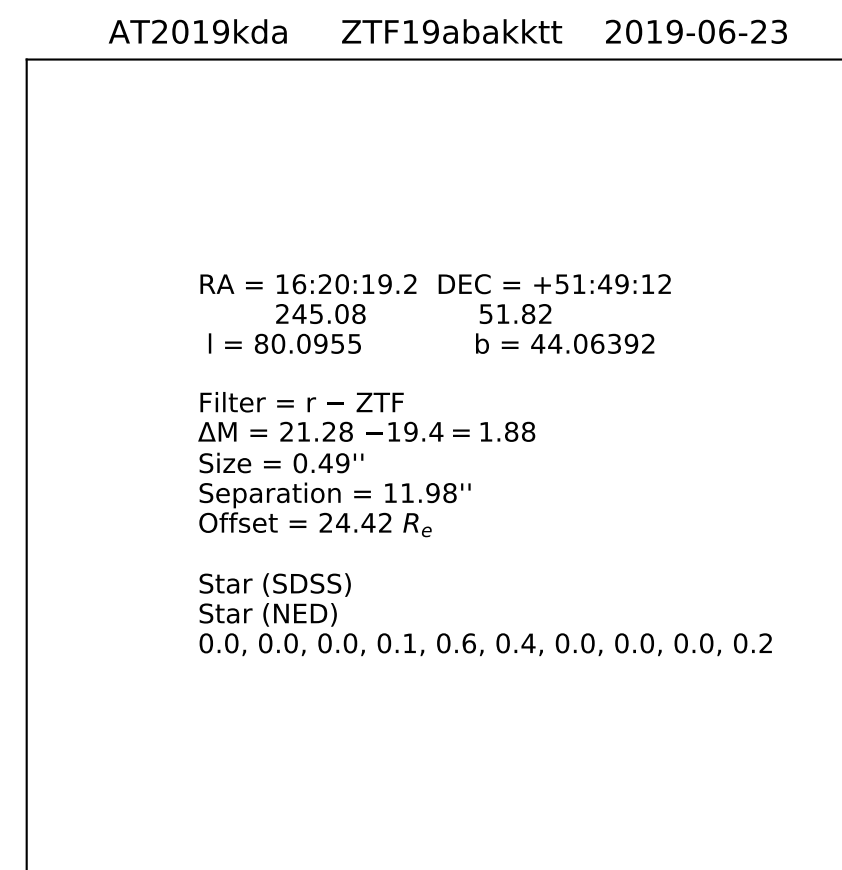 AT2019kda ZTF19abakktt 2019-06-23
RA = 16:20:19.2 DEC = +51:49:12
245.08 51.82
l = 80.0955 b = 44.06392
Filter = r − ZTF
ΔM = 21.28 −19.4 = 1.88
Size = 0.49''
Separation = 11.98''
Offset = 24.42 Rₑ
Star (SDSS)
Star (NED)
0.0, 0.0, 0.0, 0.1, 0.6, 0.4, 0.0, 0.0, 0.0, 0.2